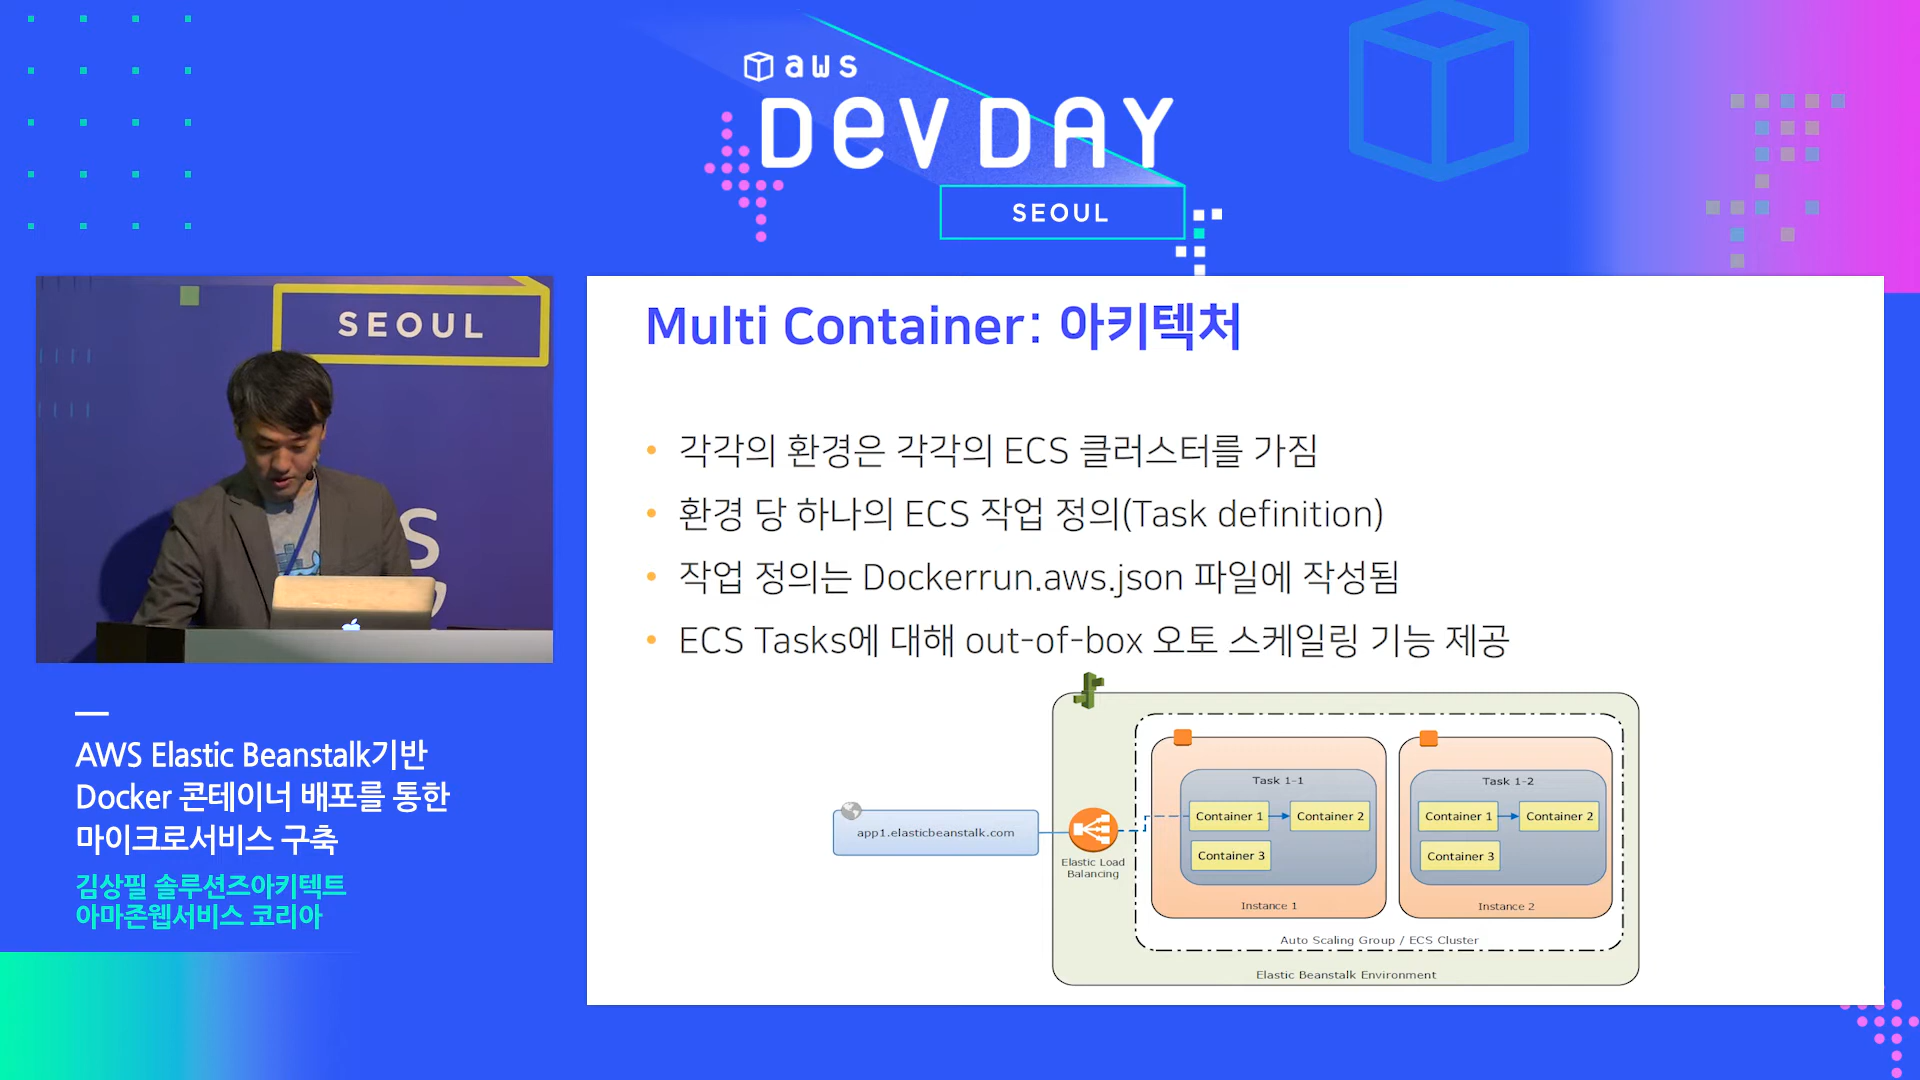 aws
DEV DAY
SEOUL
SEOUL
S
Multi Container: 아키텍처
• 각각의 환경은 각각의 ECS 클러스터를 가짐
• 환경 당 하나의 ECS 작업 정의(Task definition)
• 작업 정의는 Dockerrun.aws.json 파일에 작성됨
• ECS Tasks에 대해 out-of-box 오토 스케일링 기능 제공
app1.elasticbeanstalk.com
Elastic Load
Balancing
Task 1-1
Container 1
Container 2
Container 3
Instance 1
Task 1-2
Container 1
Container 2
Container 3
Instance 2
Auto Scaling Group / ECS Cluster
Elastic Beanstalk Environment
AWS Elastic Beanstalk기반
Docker 콘테이너 배포를 통한
마이크로서비스 구축
김상필 솔루션즈아키텍트
아마존웹서비스 코리아